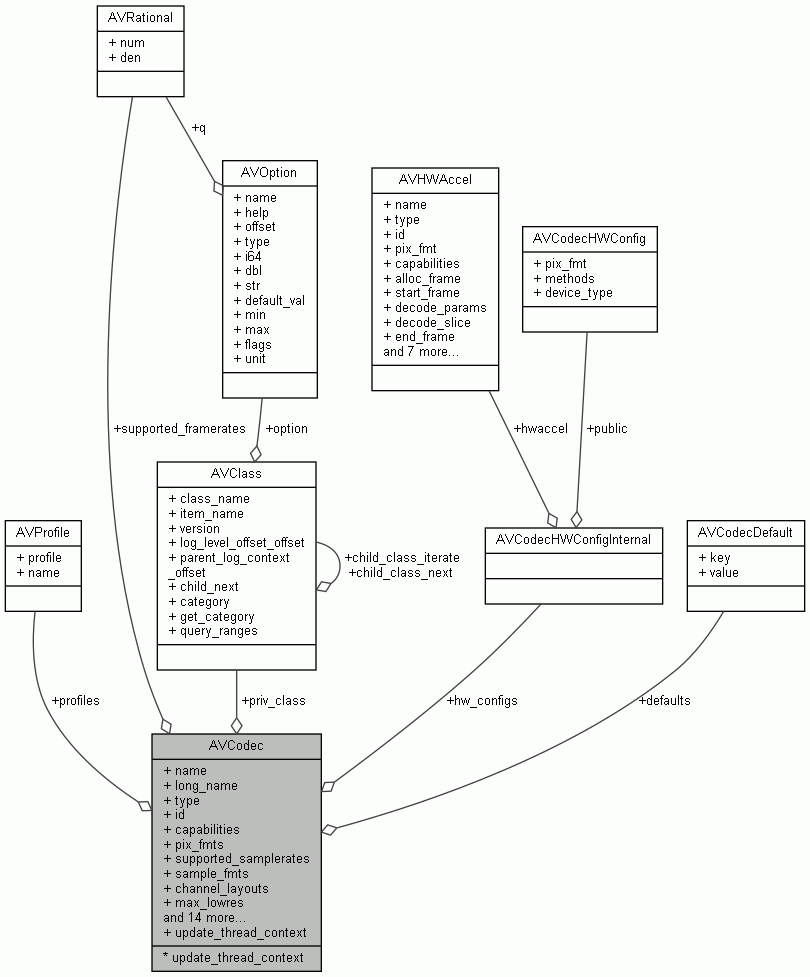 AVRational
+ num
+ den
+q
AVOption
+ name
+ help
+ offset
+ type
+ i64
+ dbl
+ str
+ default_val
+ min
+ max
+ flags
+ unit
AVHWAccel
+ name
+ type
+ id
+ pix_fmt
+ capabilities
+ alloc_frame
+ start_frame
+ decode_params
+ decode_slice
+ end_frame
and 7 more...
AVCodecHWConfig
+ pix_fmt
+ methods
+ device_type
+supported_framerates
+option
+hwaccel
+public
AVClass
+ class_name
+ item_name
+ version
+ log_level_offset_offset
+ parent_log_context
_offset
+ child_next
+ category
+ get_category
+ query_ranges
+child_class_iterate
+child_class_next
AVProfile
+ profile
+ name
AVCodecHWConfigInternal
AVCodecDefault
+ key
+ value
+profiles
+priv_class
+hw_configs
+defaults
AVCodec
+ name
+ long_name
+ type
+ id
+ capabilities
+ pix_fmts
+ supported_samplerates
+ sample_fmts
+ channel_layouts
+ max_lowres
and 14 more...
+ update_thread_context
* update_thread_context